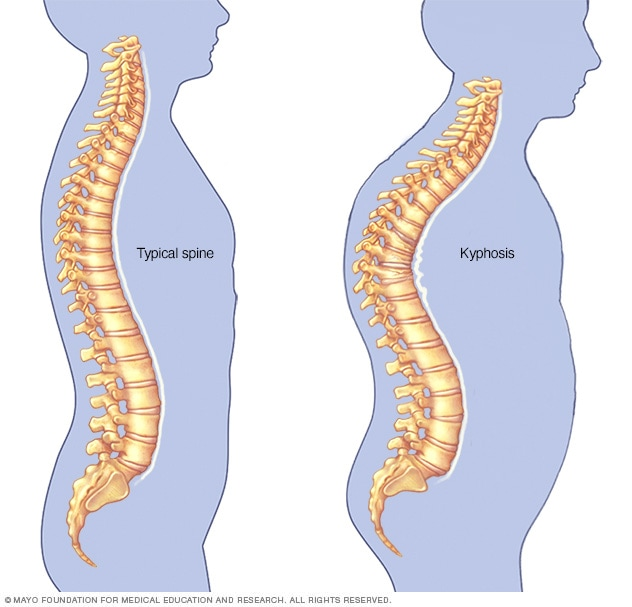 Typical spine
Kyphosis
© MAYO FOUNDATION FOR MEDICAL EDUCATION AND RESEARCH. ALL RIGHTS RESERVED.